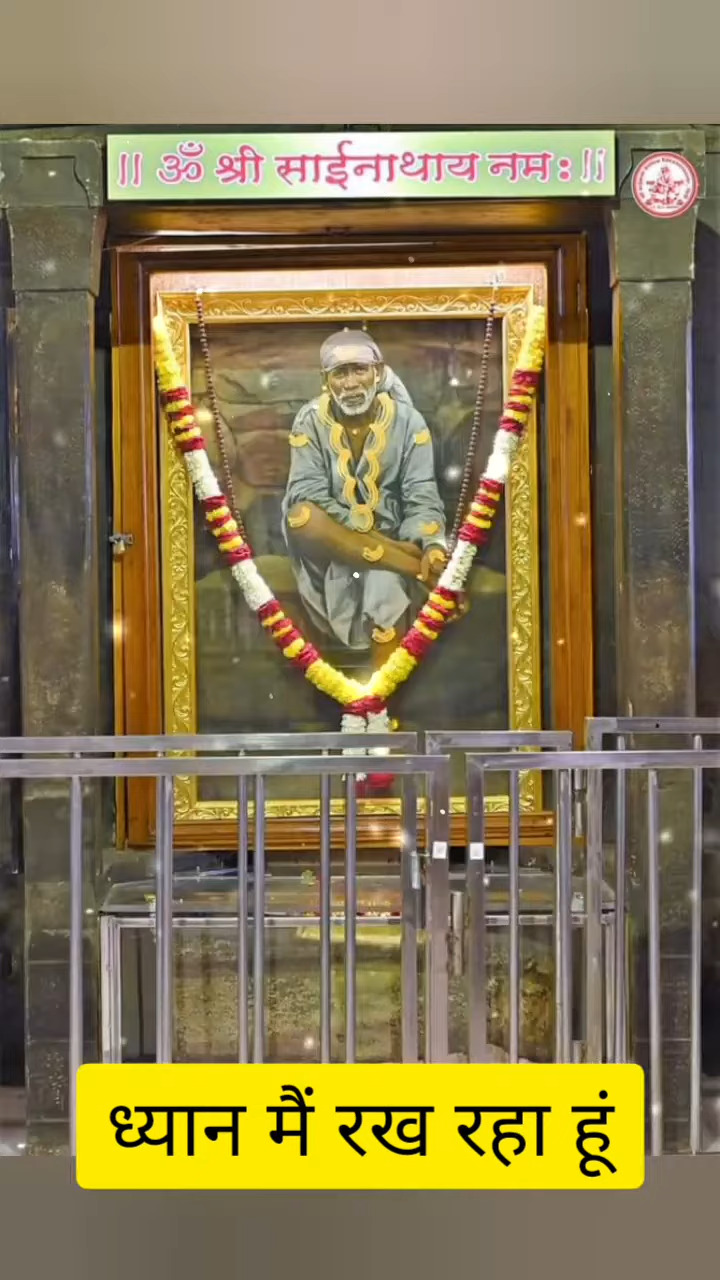 || ॐ श्री साईनाथाय नमः ||
ध्यान मैं रख रहा हूं